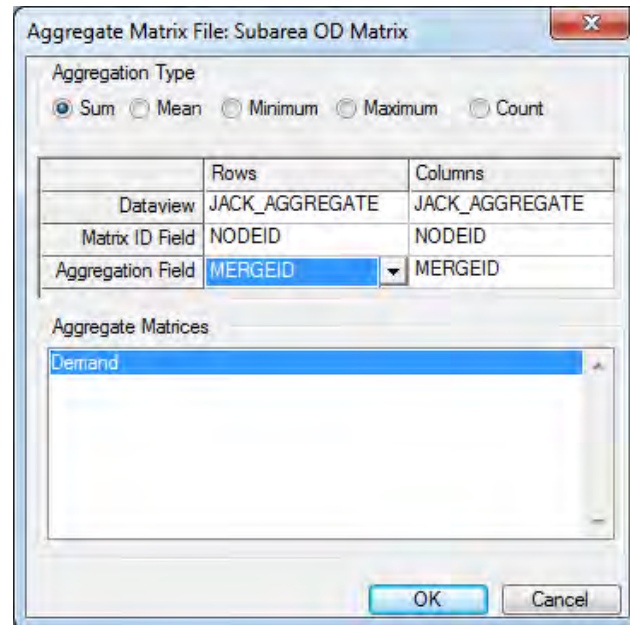 Aggregate Matrix File: Subarea OD Matrix
Aggregation Type
Sum Mean Minimum Maximum Count
Rows Columns
Dataview JACK_AGGREGATE JACK_AGGREGATE
Matrix ID Field NODEID NODEID
Aggregation Field MERGEID MERGEID
Aggregate Matrices
Demand
OK Cancel